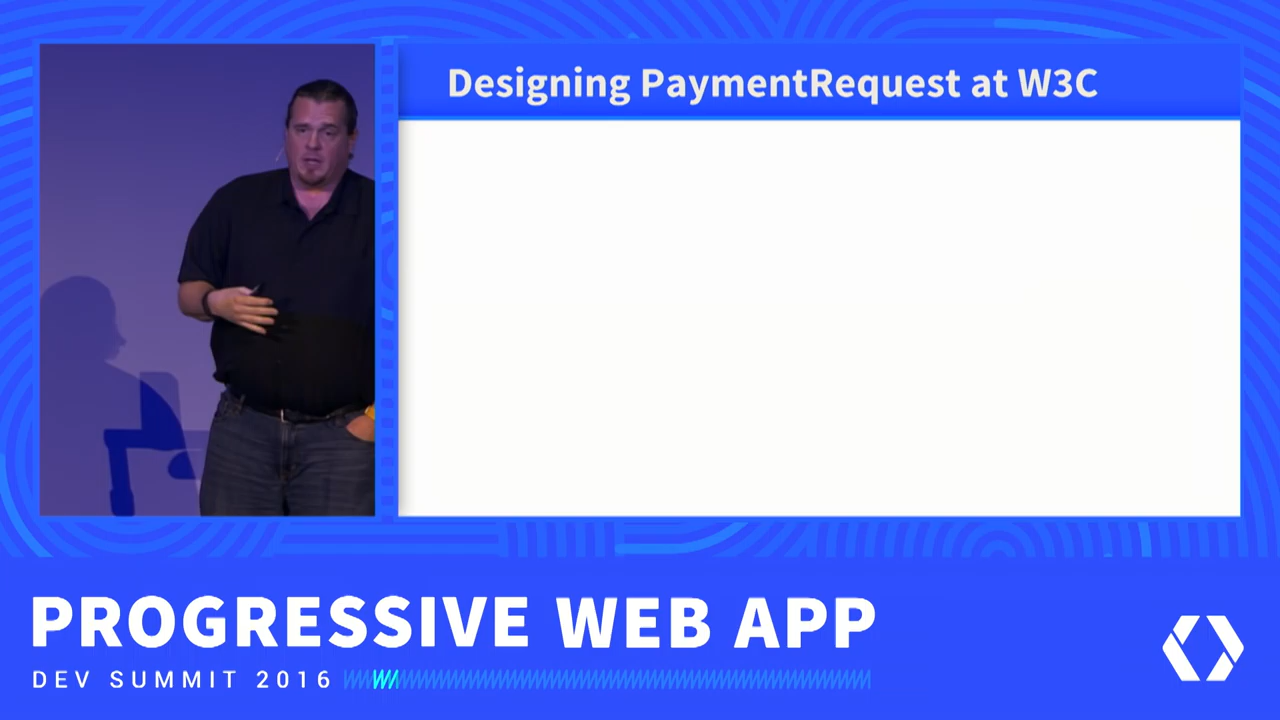 Designing PaymentRequest at W3C
PROGRESSIVE WEB APP
DEV SUMMIT 2016